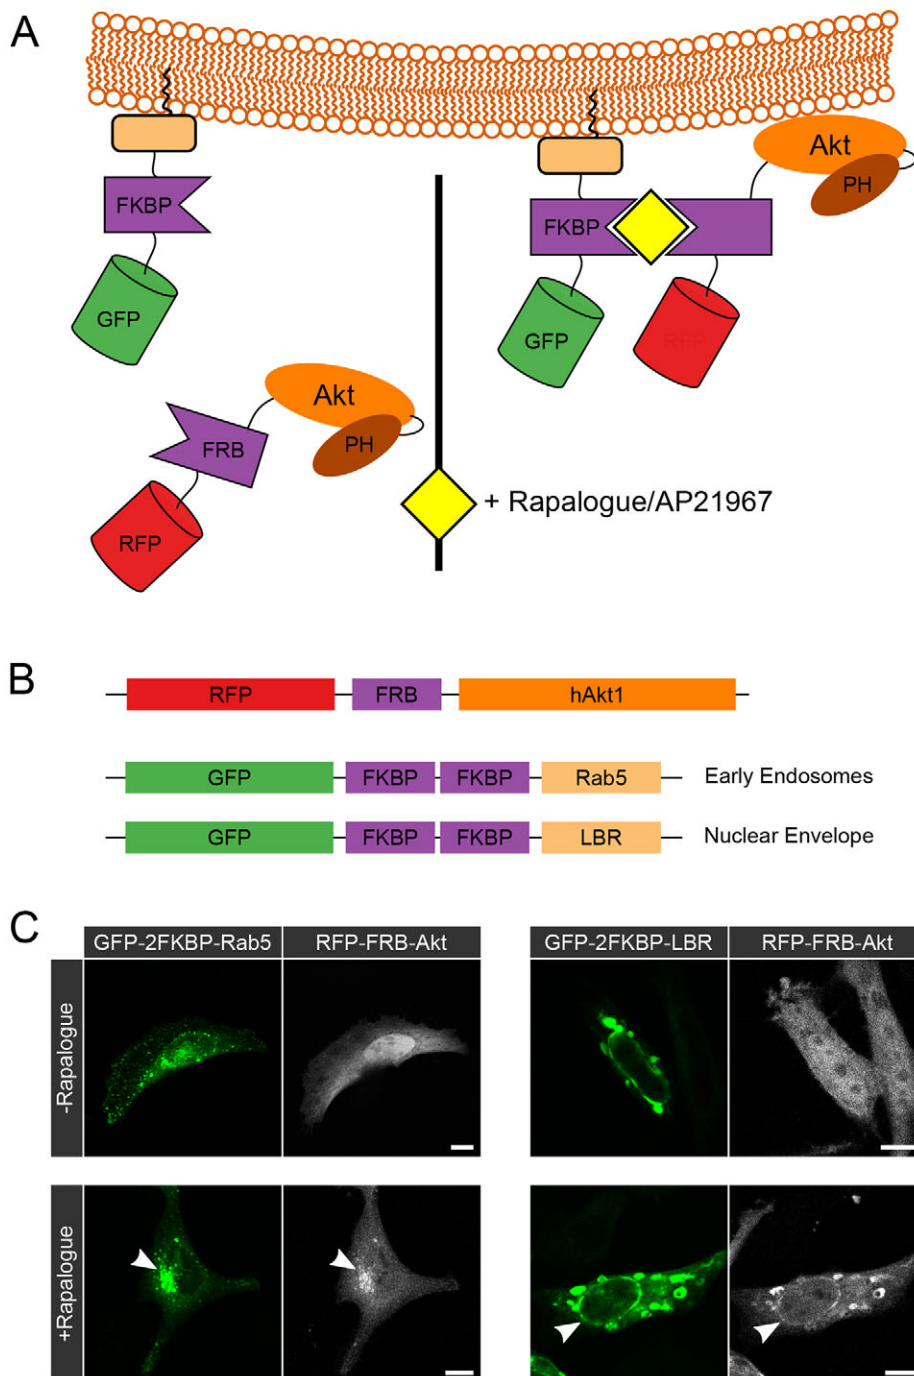 A
FKBP
GFP
Akt
PH
FRB
RFP
FKBP
GFP
RFP
Akt
PH
+ Rapalogue/AP21967
B
RFP FRB hAkt1
GFP FKBP FKBP Rab5 Early Endosomes
GFP FKBP FKBP LBR Nuclear Envelope
C
GFP-2FKBP-Rab5 RFP-FRB-Akt GFP-2FKBP-LBR RFP-FRB-Akt
-Rapalogue
+Rapalogue